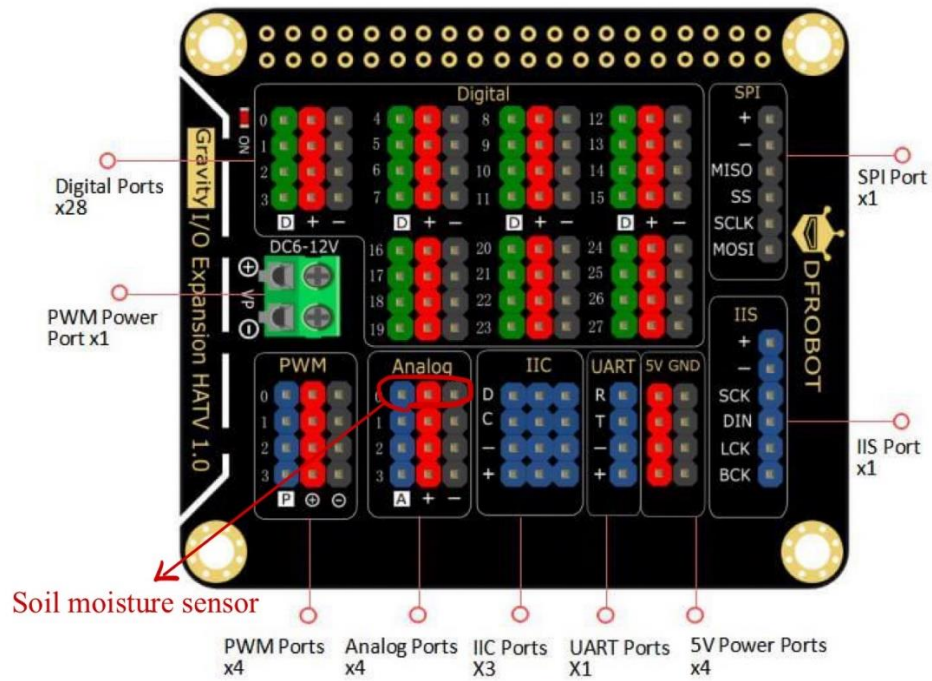 Digital
SPI
0 4 8 12 +
1 5 9 13 −
2 6 10 14 MISO
3 7 11 15 SS
D + − D + − D + − D + − SCLK
MOSI
ON
Gravity I/O Expansion HATV 1.0
DFROBOT
Digital Ports
x28
SPI Port
x1
DC6-12V
+ VP −
16 20 24
17 21 25
18 22 26
19 23 27
PWM Power
Port x1
IIS
+
−
SCK
DIN
LCK
BCK
IIS Port
x1
PWM Analog IIC UART 5V GND
0 0 D R
1 1 C T
2 2 − −
3 3 + +
P ⊕ ⊖ A + −
Soil moisture sensor
PWM Ports
x4
Analog Ports
x4
IIC Ports
X3
UART Ports
X1
5V Power Ports
x4